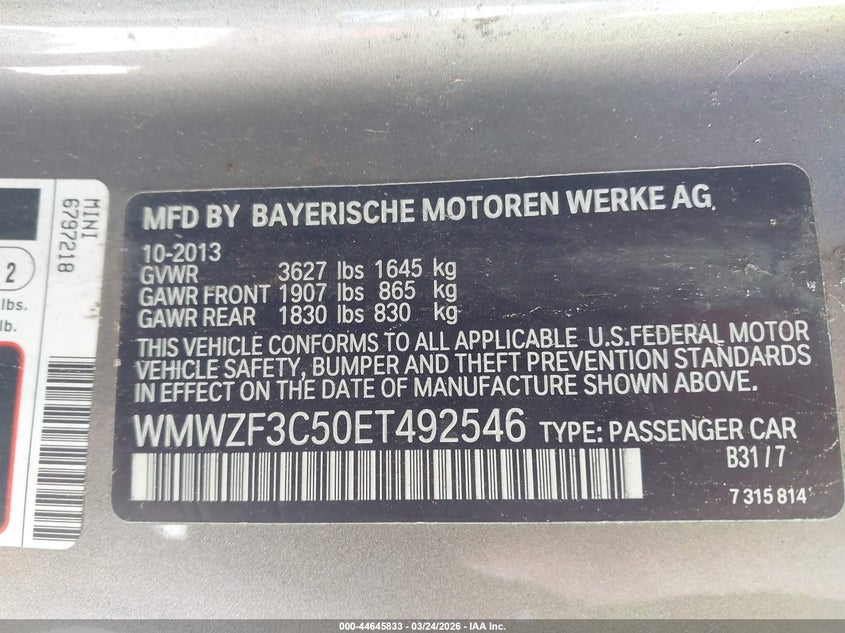 MINI
6797218
2
lbs.
lb.
MFD BY BAYERISCHE MOTOREN WERKE AG.
10-2013
GVWR 3627 lbs 1645 kg
GAWR FRONT 1907 lbs 865 kg
GAWR REAR 1830 lbs 830 kg
THIS VEHICLE CONFORMS TO ALL APPLICABLE U.S.FEDERAL MOTOR
VEHICLE SAFETY, BUMPER AND THEFT PREVENTION STANDARDS
IN EFFECT ON THE DATE OF MANUFACTURE SHOWN ABOVE.
WMWZF3C50ET492546 TYPE: PASSENGER CAR
B31/7
7 315 814
000-44645833 - 03/24/2026 - IAA Inc.